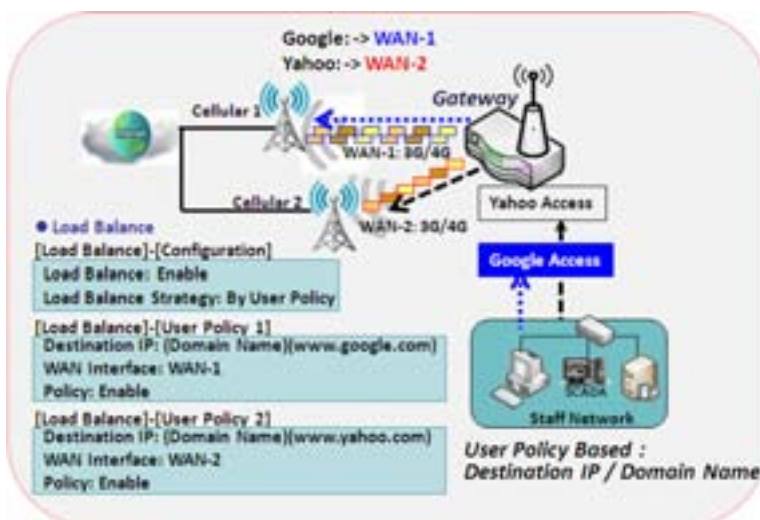 Google: -> WAN-1
Yahoo: -> WAN-2
Gateway
Cellular 1
WAN-1: 3G/4G
Cellular 2
WAN-2: 3G/4G
Yahoo Access
Google Access
Load Balance
[Load Balance]-[Configuration]
Load Balance: Enable
Load Balance Strategy: By User Policy
[Load Balance]-[User Policy 1]
Destination IP: (Domain Name)(www.google.com)
WAN Interface: WAN-1
Policy: Enable
[Load Balance]-[User Policy 2]
Destination IP: (Domain Name)(www.yahoo.com)
WAN Interface: WAN-2
Policy: Enable
SCADA
Staff Network
User Policy Based :
Destination IP / Domain Name